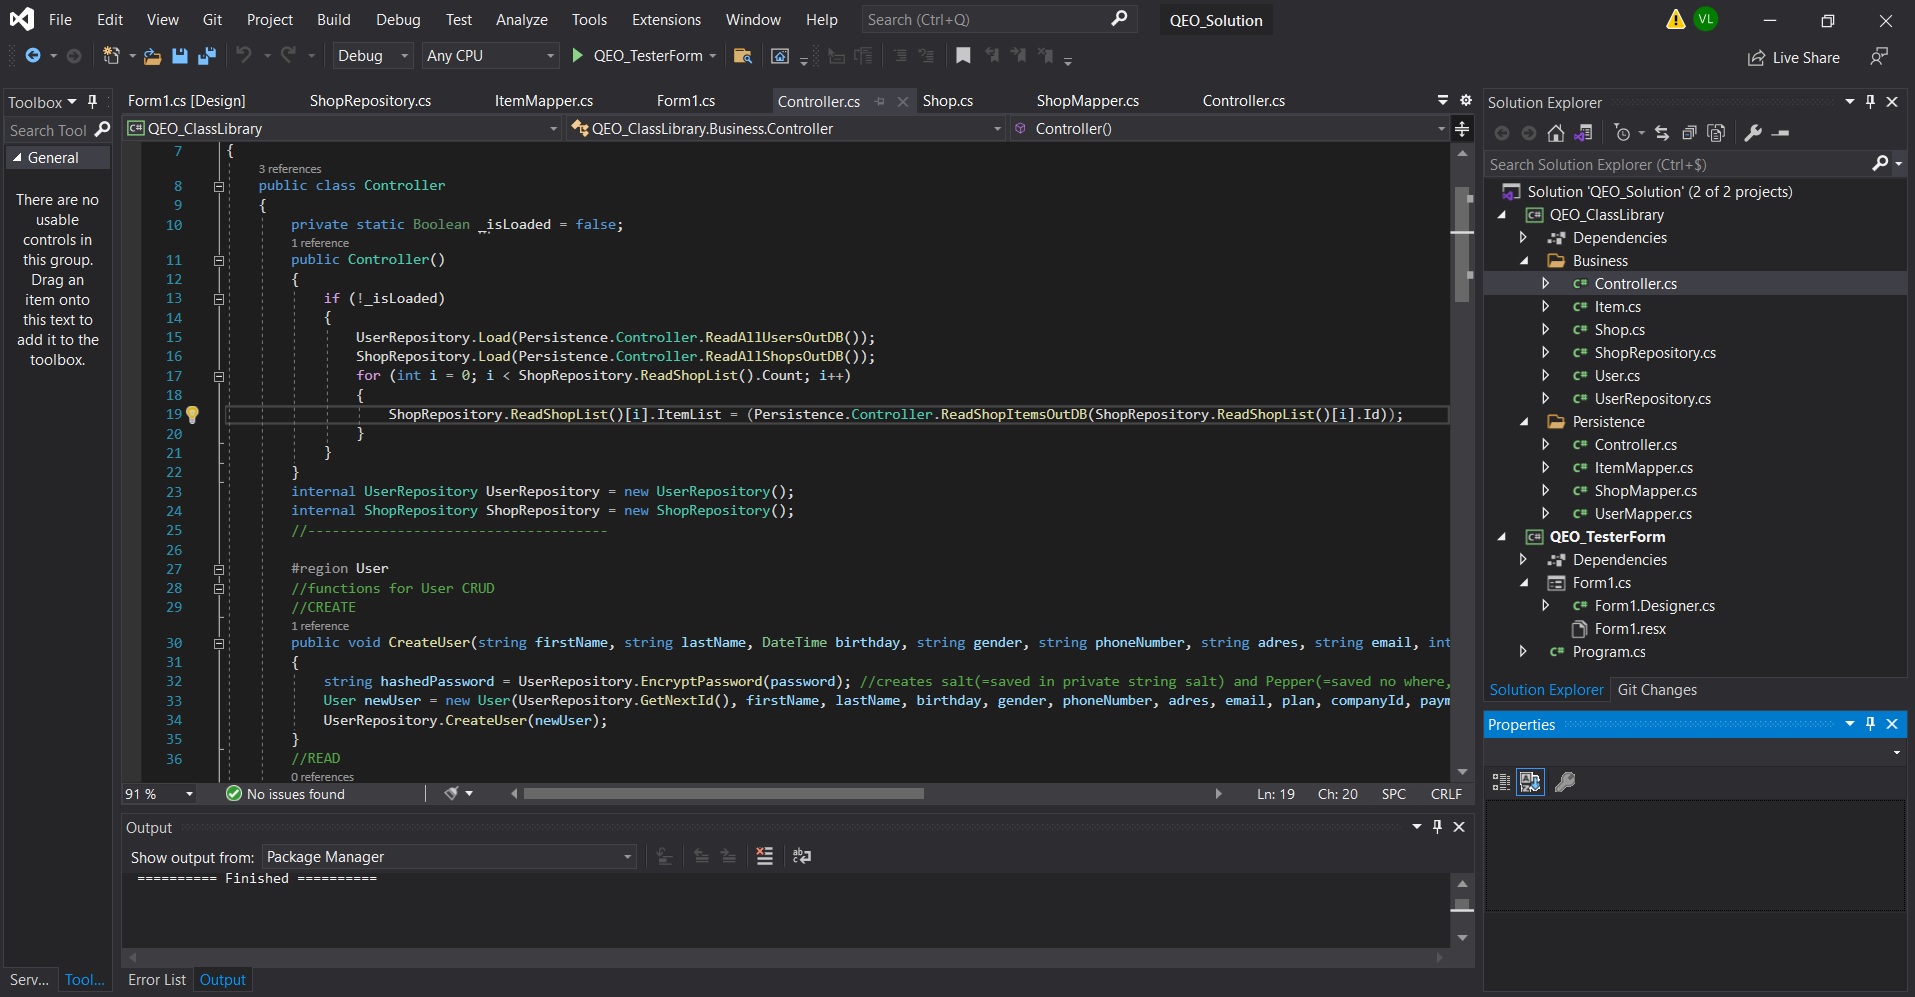 File Edit View Git Project Build Debug Test Analyze Tools Extensions Window Help Search (Ctrl+Q) QEO_Solution VL
Debug Any CPU QEO_TesterForm Live Share
Toolbox
Search Tool
General
There are no
usable
controls in
this group.
Drag an
item onto
this text to
add it to the
toolbox.
Serv... Tool...
Form1.cs [Design] ShopRepository.cs ItemMapper.cs Form1.cs Controller.cs Shop.cs ShopMapper.cs Controller.cs
C# QEO_ClassLibrary QEO_ClassLibrary.Business.Controller Controller()
7 {
3 references
8 public class Controller
9 {
10 private static Boolean _isLoaded = false;
1 reference
11 public Controller()
12 {
13 if (!_isLoaded)
14 {
15 UserRepository.Load(Persistence.Controller.ReadAllUsersOutDB());
16 ShopRepository.Load(Persistence.Controller.ReadAllShopsOutDB());
17 for (int i = 0; i < ShopRepository.ReadShopList().Count; i++)
18 {
19 ShopRepository.ReadShopList()[i].ItemList = (Persistence.Controller.ReadShopItemsOutDB(ShopRepository.ReadShopList()[i].Id));
20 }
21 }
22 }
23 internal UserRepository UserRepository = new UserRepository();
24 internal ShopRepository ShopRepository = new ShopRepository();
25 //-------------------------------------
26
27 #region User
28 //functions for User CRUD
29 //CREATE
1 reference
30 public void CreateUser(string firstName, string lastName, DateTime birthday, string gender, string phoneNumber, string adres, string email, int
31 {
32 string hashedPassword = UserRepository.EncryptPassword(password); //creates salt(=saved in private string salt) and Pepper(=saved no where,
33 User newUser = new User(UserRepository.GetNextId(), firstName, lastName, birthday, gender, phoneNumber, adres, email, plan, companyId, paym
34 UserRepository.CreateUser(newUser);
35 }
36 //READ
0 references
91 % No issues found Ln: 19 Ch: 20 SPC CRLF
Output
Show output from: Package Manager
========== Finished ==========
Error List Output
Solution Explorer
Search Solution Explorer (Ctrl+$)
Solution 'QEO_Solution' (2 of 2 projects)
C# QEO_ClassLibrary
Dependencies
Business
C# Controller.cs
C# Item.cs
C# Shop.cs
C# ShopRepository.cs
C# User.cs
C# UserRepository.cs
Persistence
C# Controller.cs
C# ItemMapper.cs
C# ShopMapper.cs
C# UserMapper.cs
C# QEO_TesterForm
Dependencies
Form1.cs
C# Form1.Designer.cs
Form1.resx
C# Program.cs
Solution Explorer Git Changes
Properties